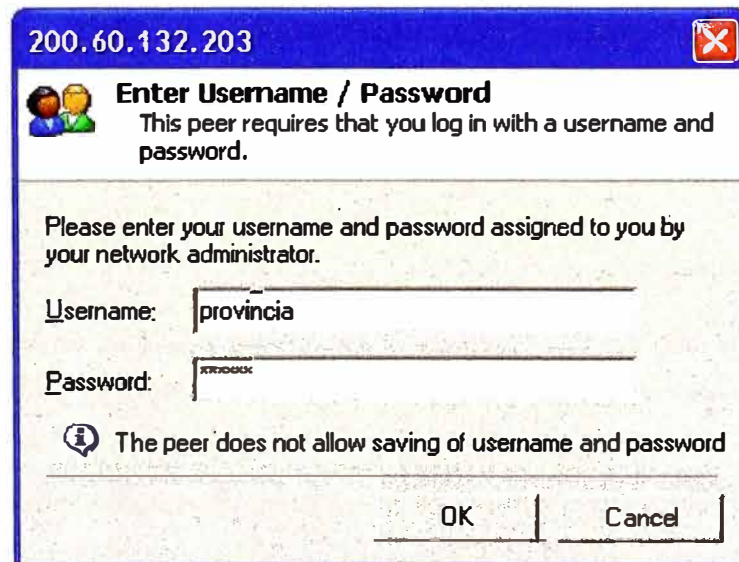 200.60.132.203
Enter Username / Password
This peer requires that you log in with a username and
password.
Please enter your username and password assigned to you by
your network administrator.
Username: provincia
Password:
The peer does not allow saving of username and password
OK Cancel